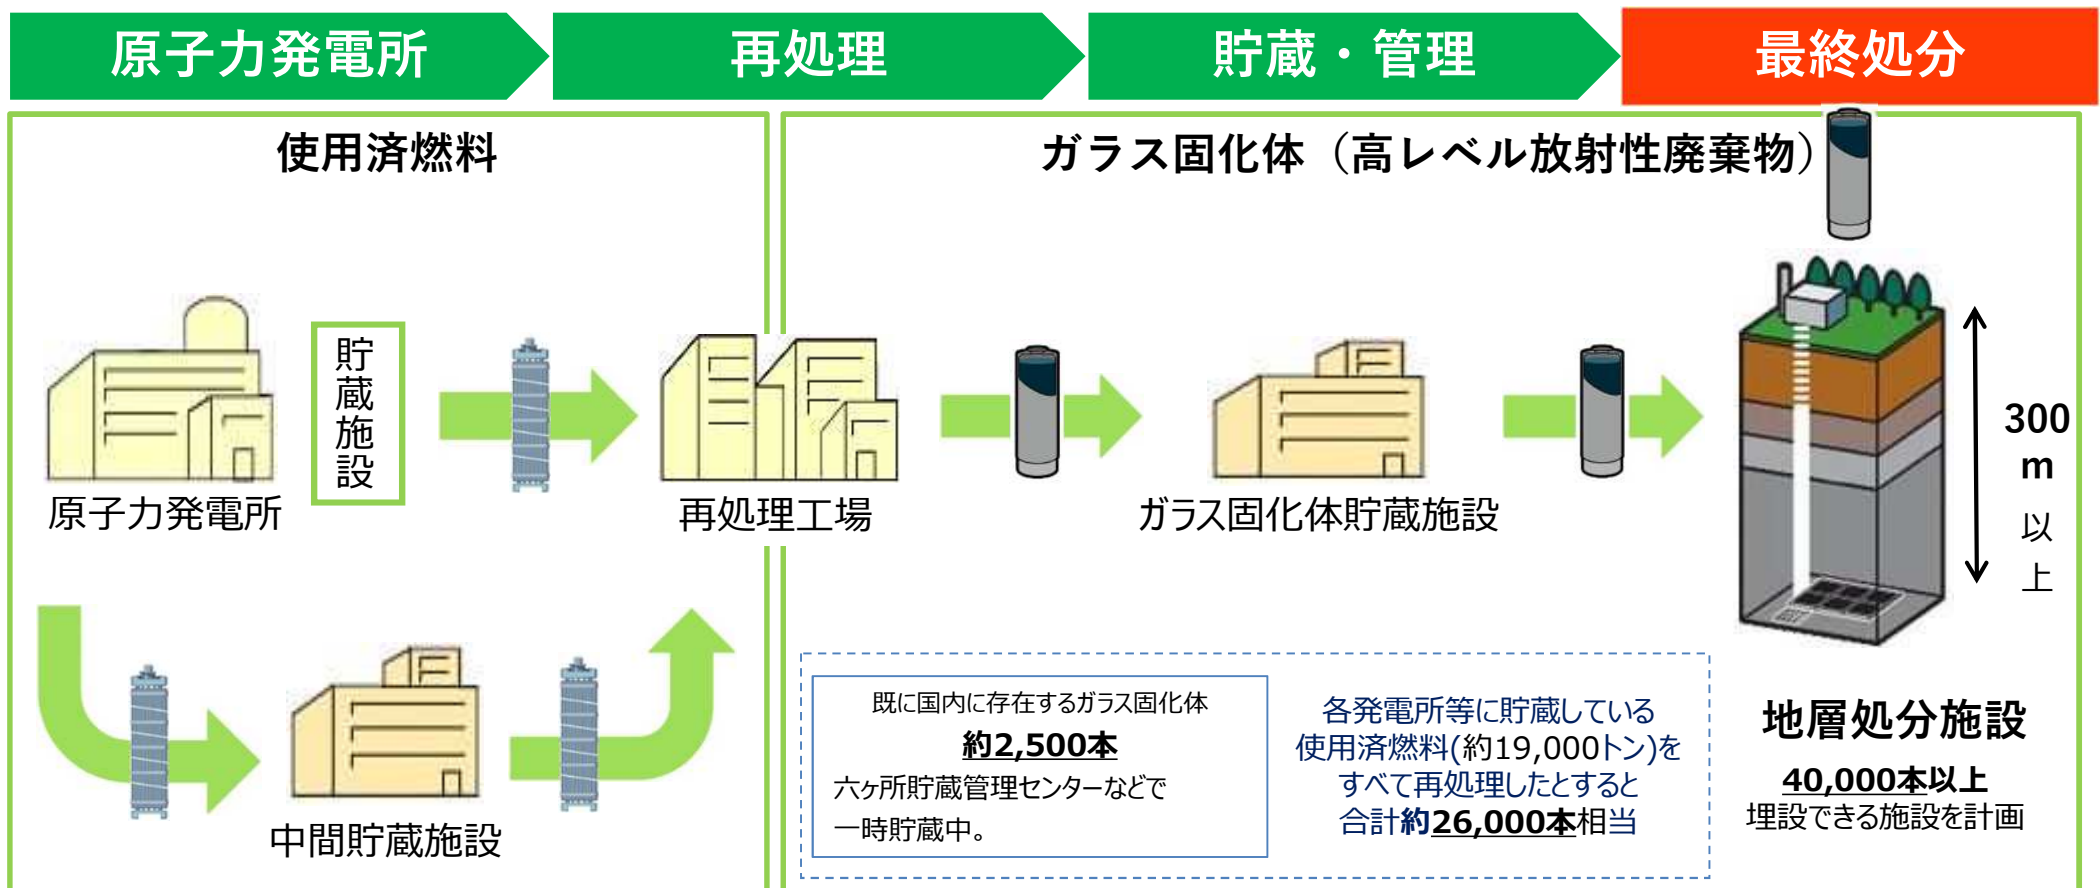 原子力発電所
再処理
貯蔵・管理
最終処分
使用済燃料
ガラス固化体（高レベル放射性廃棄物）
貯蔵施設
原子力発電所
再処理工場
ガラス固化体貯蔵施設
300
m
以
上
中間貯蔵施設
既に国内に存在するガラス固化体
約2,500本
六ヶ所貯蔵管理センターなどで
一時貯蔵中。
各発電所等に貯蔵している
使用済燃料(約19,000トン)を
すべて再処理したとすると
合計約26,000本相当
地層処分施設
40,000本以上
埋設できる施設を計画